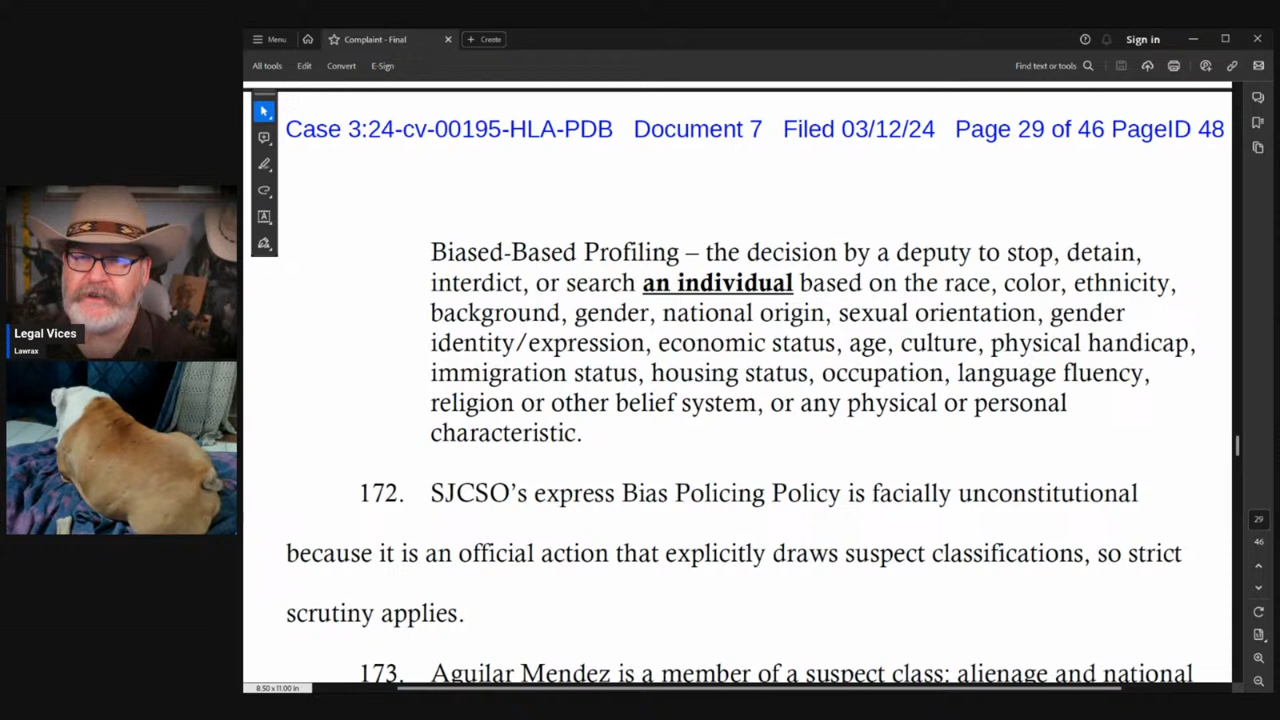 Menu
Complaint - Final
Create
Sign in
All tools Edit Convert E-Sign
Find text or tools
Case 3:24-cv-00195-HLA-PDB Document 7 Filed 03/12/24 Page 29 of 46 PageID 48
Biased-Based Profiling – the decision by a deputy to stop, detain,
interdict, or search an individual based on the race, color, ethnicity,
background, gender, national origin, sexual orientation, gender
identity/expression, economic status, age, culture, physical handicap,
immigration status, housing status, occupation, language fluency,
religion or other belief system, or any physical or personal
characteristic.
172. SJCSO’s express Bias Policing Policy is facially unconstitutional
because it is an official action that explicitly draws suspect classifications, so strict
scrutiny applies.
173. Aguilar Mendez is a member of a suspect class: alienage and national
8.50 x 11.00 in
29
46
Legal Vices
Lawrax